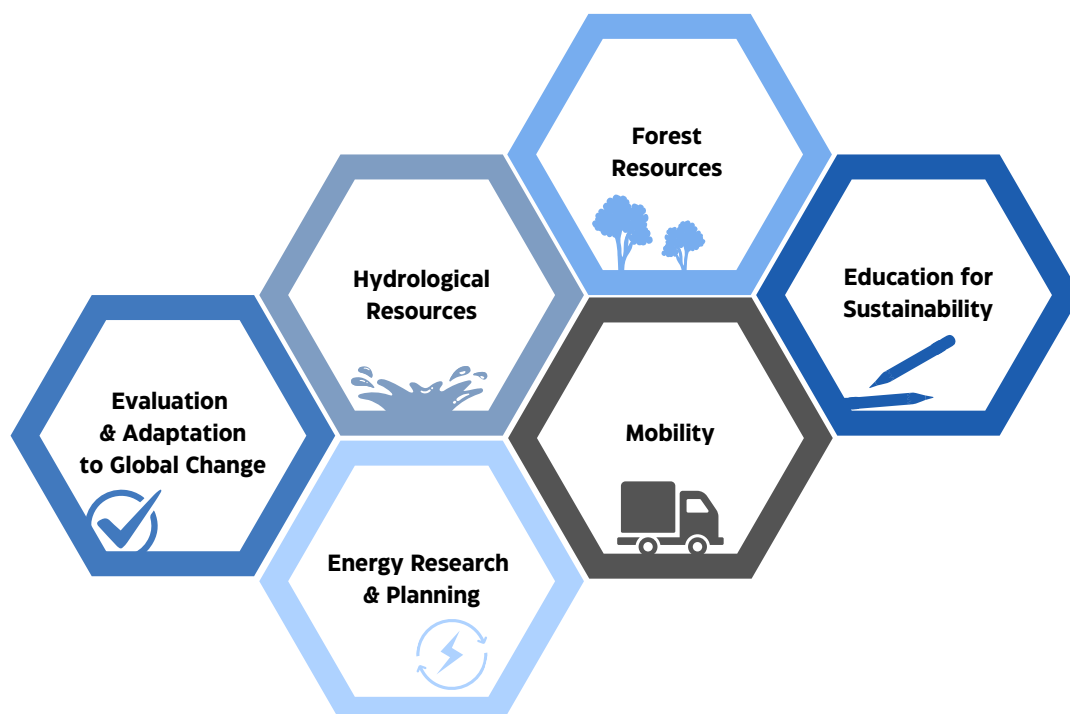 Forest
Resources
Hydrological
Resources
Education for
Sustainability
Evaluation
& Adaptation
to Global Change
Mobility
Energy Research
& Planning